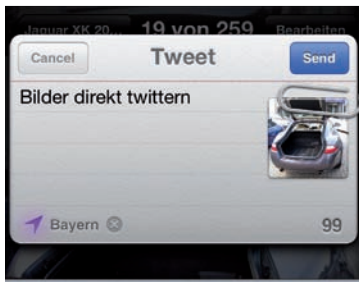 Jaguar XK 20... 19 von 259 Bearbeiten
Cancel Tweet Send
Bilder direkt twittern
Bayern 99